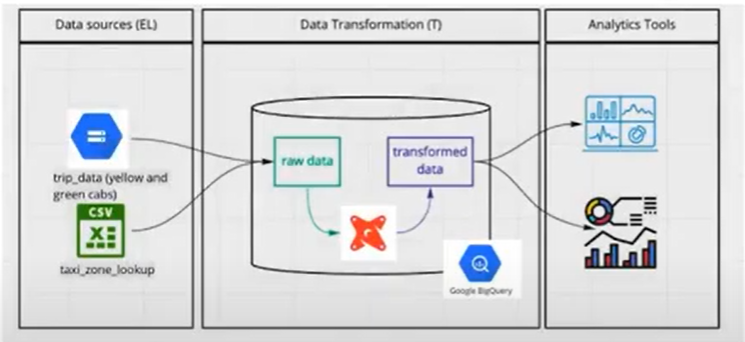 Data sources (EL)
Data Transformation (T)
Analytics Tools
trip_data (yellow and
green cabs)
CSV
X
taxi_zone_lookup
raw data
transformed
data
Google BigQuery